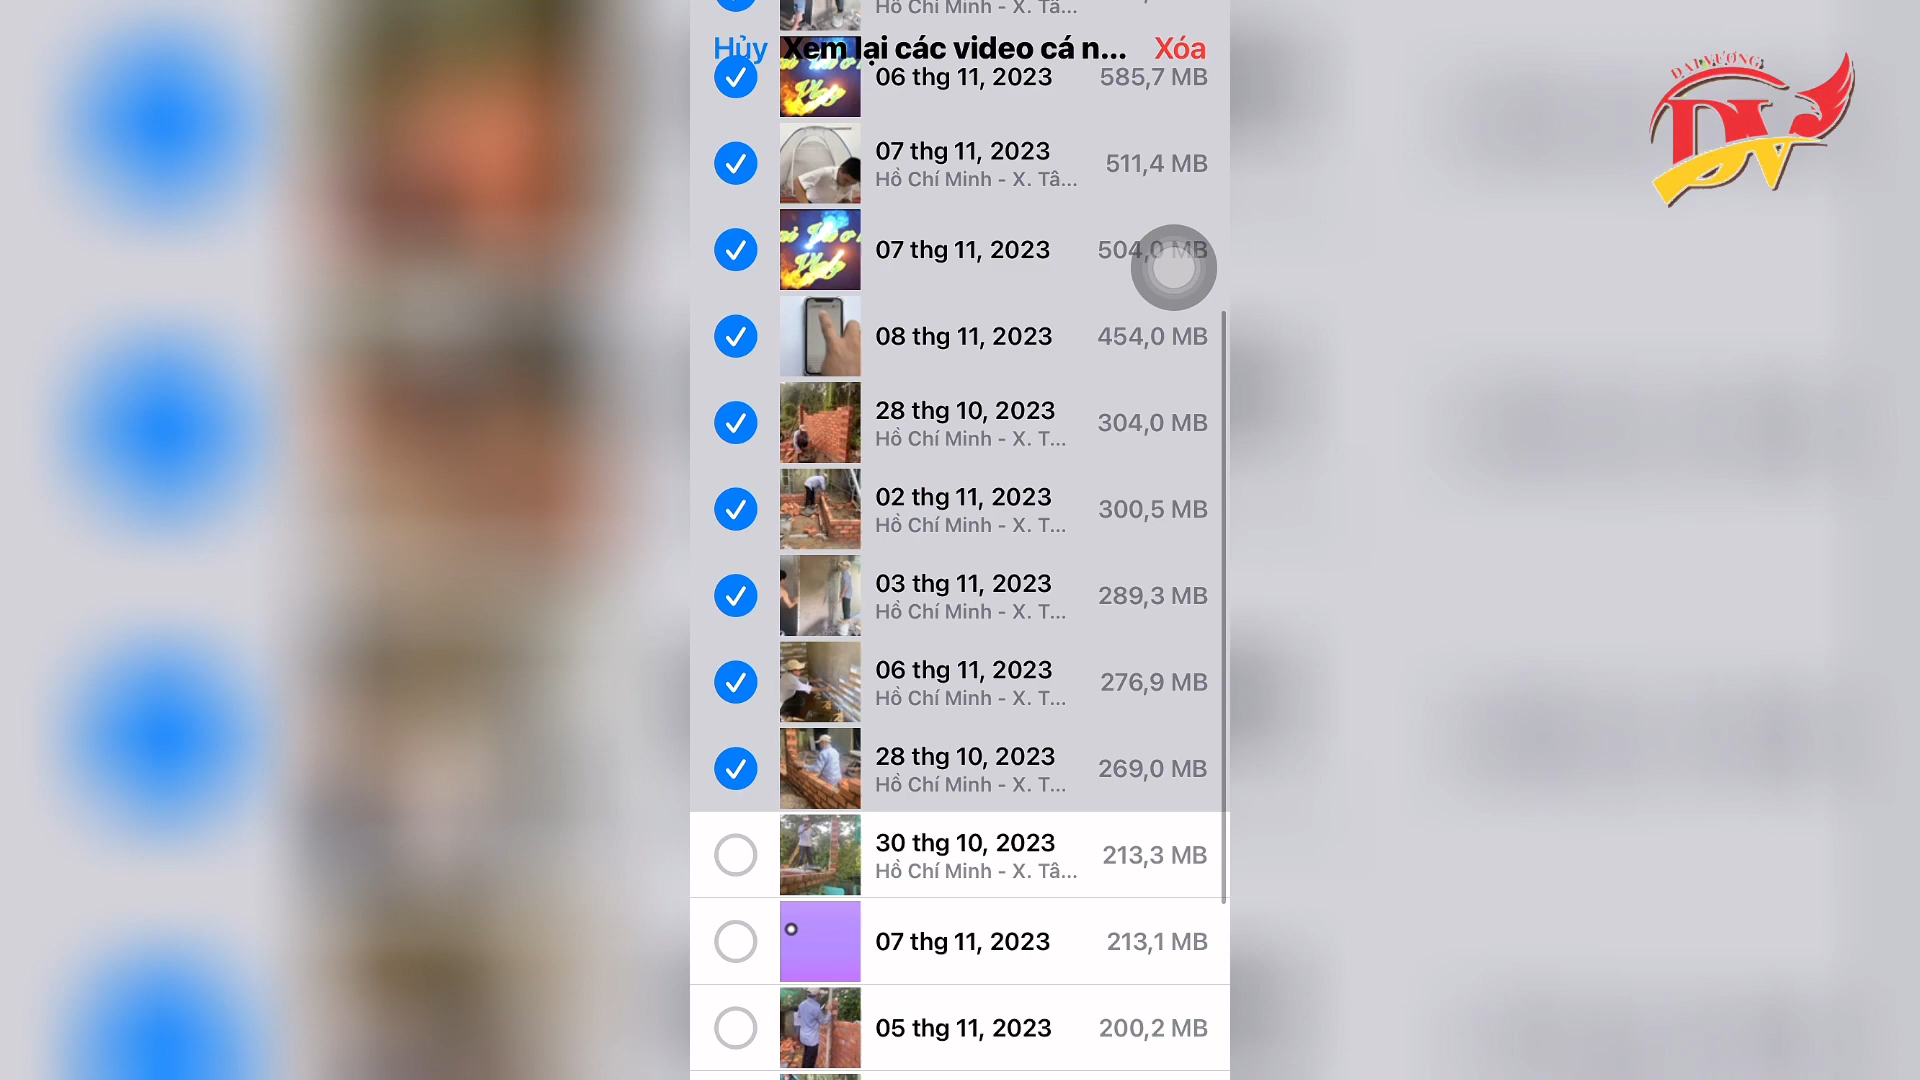 Hồ Chí Minh - X. Tâ...
Hủy
Xem lại các video cá n...
Xóa
06 thg 11, 2023
585,7 MB
07 thg 11, 2023
511,4 MB
Hồ Chí Minh - X. Tâ...
07 thg 11, 2023
504,0 MB
08 thg 11, 2023
454,0 MB
28 thg 10, 2023
304,0 MB
Hồ Chí Minh - X. T...
02 thg 11, 2023
300,5 MB
Hồ Chí Minh - X. T...
03 thg 11, 2023
289,3 MB
Hồ Chí Minh - X. T...
06 thg 11, 2023
276,9 MB
Hồ Chí Minh - X. T...
28 thg 10, 2023
269,0 MB
Hồ Chí Minh - X. T...
30 thg 10, 2023
213,3 MB
Hồ Chí Minh - X. Tâ...
07 thg 11, 2023
213,1 MB
05 thg 11, 2023
200,2 MB
ĐẠI VƯƠNG
DV